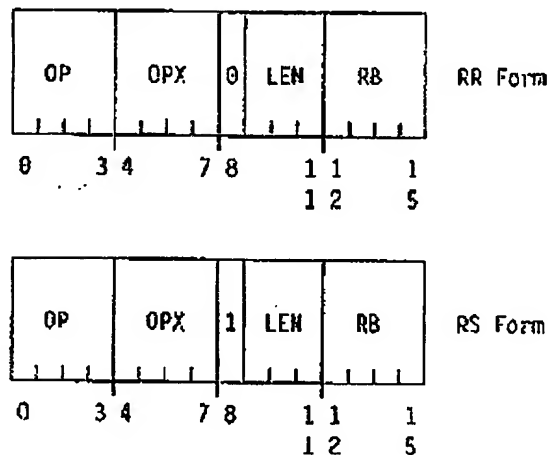 OP OPX 0 LEN RB RR Form
0 3 4 7 8 1 1 1
1 2 5
OP OPX 1 LEN RB RS Form
0 3 4 7 8 1 1 1
1 2 5